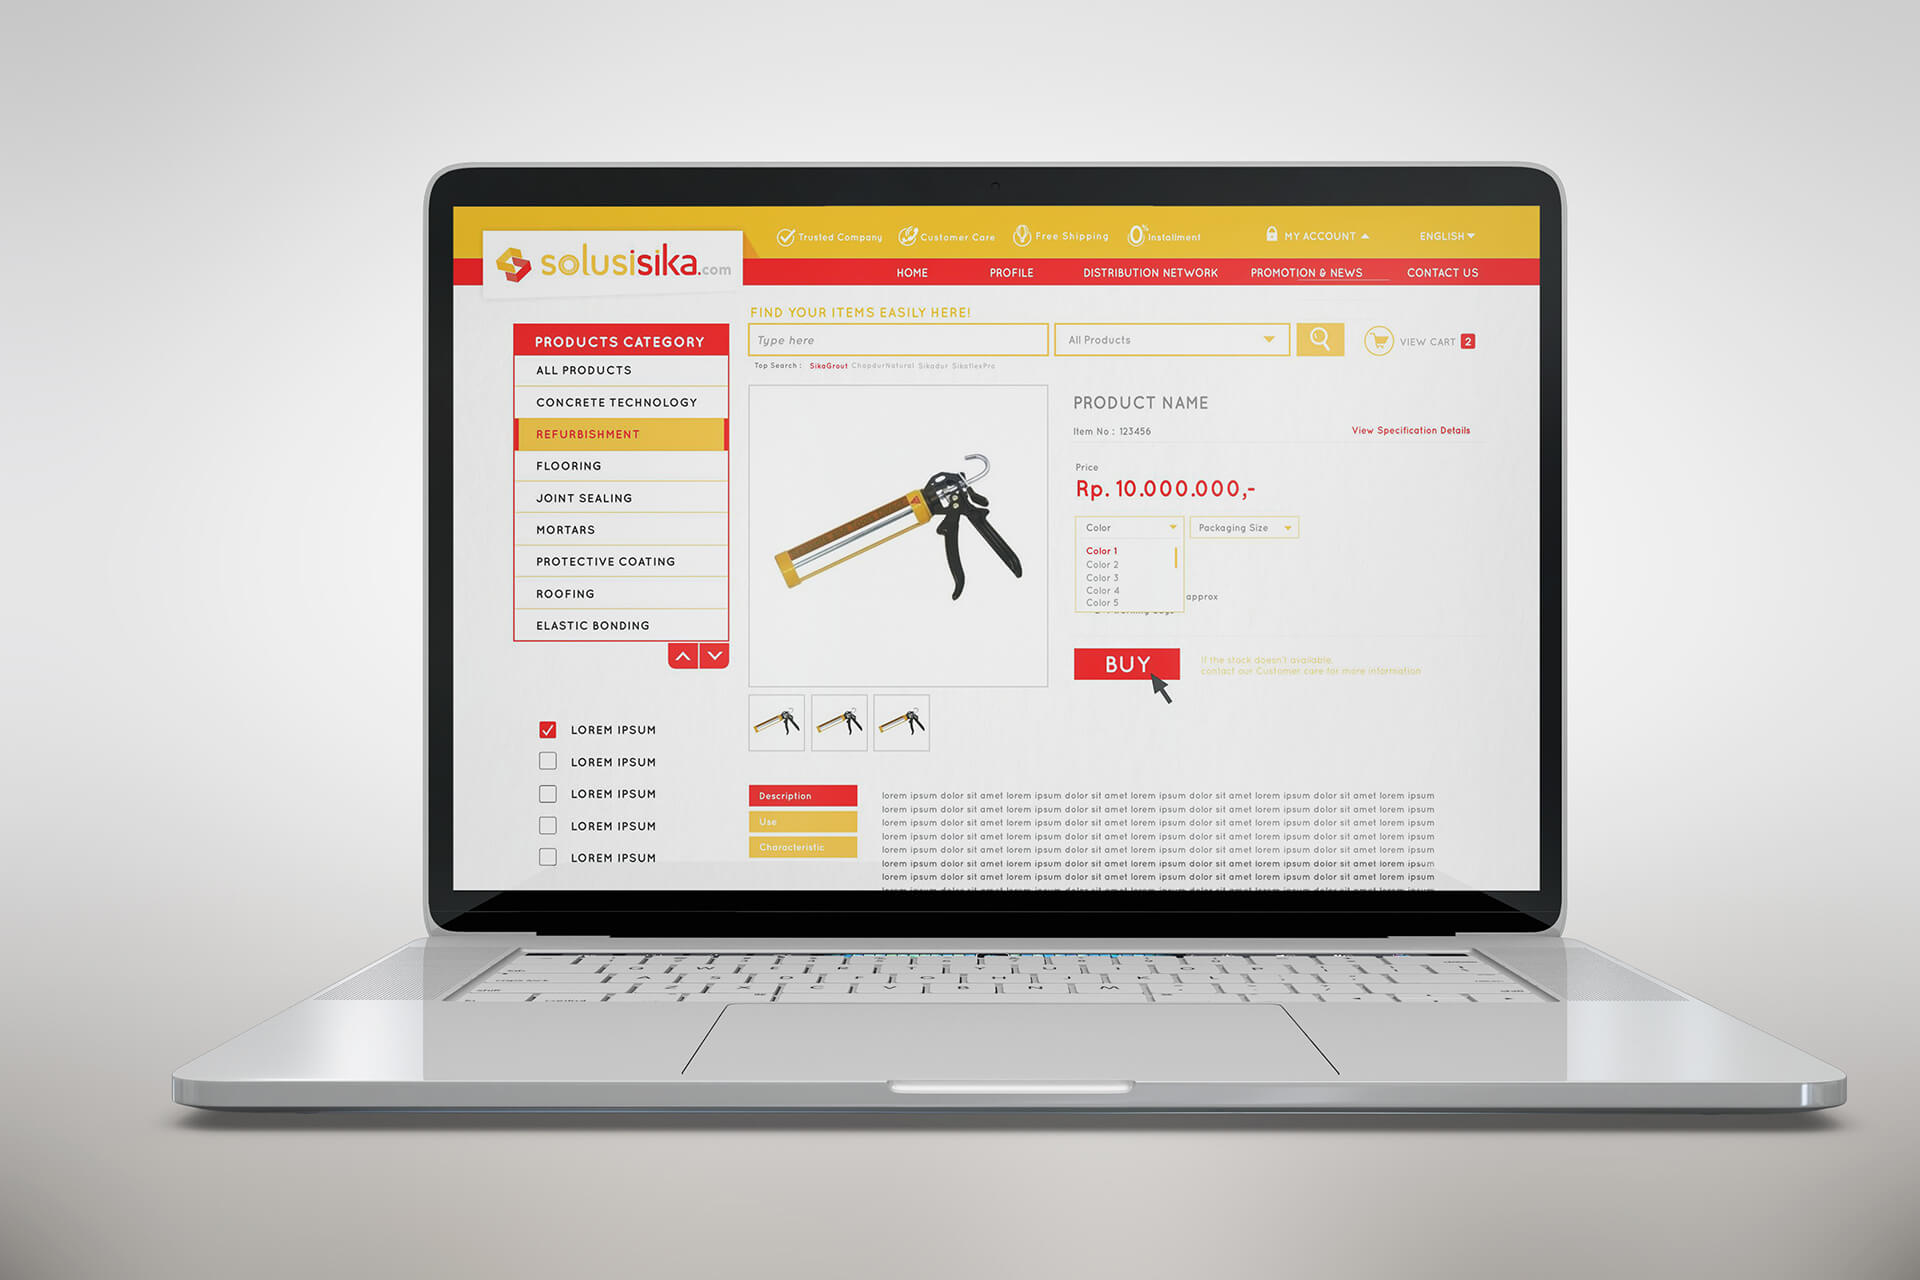 Trusted Company
Customer Care
Free Shipping
0% Installment
MY ACCOUNT
ENGLISH
solusisika.com
HOME
PROFILE
DISTRIBUTION NETWORK
PROMOTION & NEWS
CONTACT US
FIND YOUR ITEMS EASILY HERE!
Type here
All Products
VIEW CART 2
Top Search : SikaGrout ChapdurNatural Sikadur SikaflexPro
PRODUCTS CATEGORY
ALL PRODUCTS
CONCRETE TECHNOLOGY
REFURBISHMENT
FLOORING
JOINT SEALING
MORTARS
PROTECTIVE COATING
ROOFING
ELASTIC BONDING
LOREM IPSUM
LOREM IPSUM
LOREM IPSUM
LOREM IPSUM
LOREM IPSUM
PRODUCT NAME
Item No : 123456
View Specification Details
Price
Rp. 10.000.000,-
Color
Packaging Size
Color 1
Color 2
Color 3
Color 4
Color 5
approx
BUY
If the stock doesn't available,
contact our Customer care for more information
Description
Use
Characteristic
lorem ipsum dolor sit amet lorem ipsum dolor sit amet lorem ipsum dolor sit amet lorem ipsum dolor sit amet lorem ipsum
lorem ipsum dolor sit amet lorem ipsum dolor sit amet lorem ipsum dolor sit amet lorem ipsum dolor sit amet lorem ipsum
lorem ipsum dolor sit amet lorem ipsum dolor sit amet lorem ipsum dolor sit amet lorem ipsum dolor sit amet lorem ipsum
lorem ipsum dolor sit amet lorem ipsum dolor sit amet lorem ipsum dolor sit amet lorem ipsum dolor sit amet lorem ipsum
lorem ipsum dolor sit amet lorem ipsum dolor sit amet lorem ipsum dolor sit amet lorem ipsum dolor sit amet lorem ipsum
lorem ipsum dolor sit amet lorem ipsum dolor sit amet lorem ipsum dolor sit amet lorem ipsum dolor sit amet lorem ipsum
lorem ipsum dolor sit amet lorem ipsum dolor sit amet lorem ipsum dolor sit amet lorem ipsum dolor sit amet lorem ipsum
Q W E R T Y U I O P
caps lock A S D F G H J K L
shift Z X C V B N M shift
control